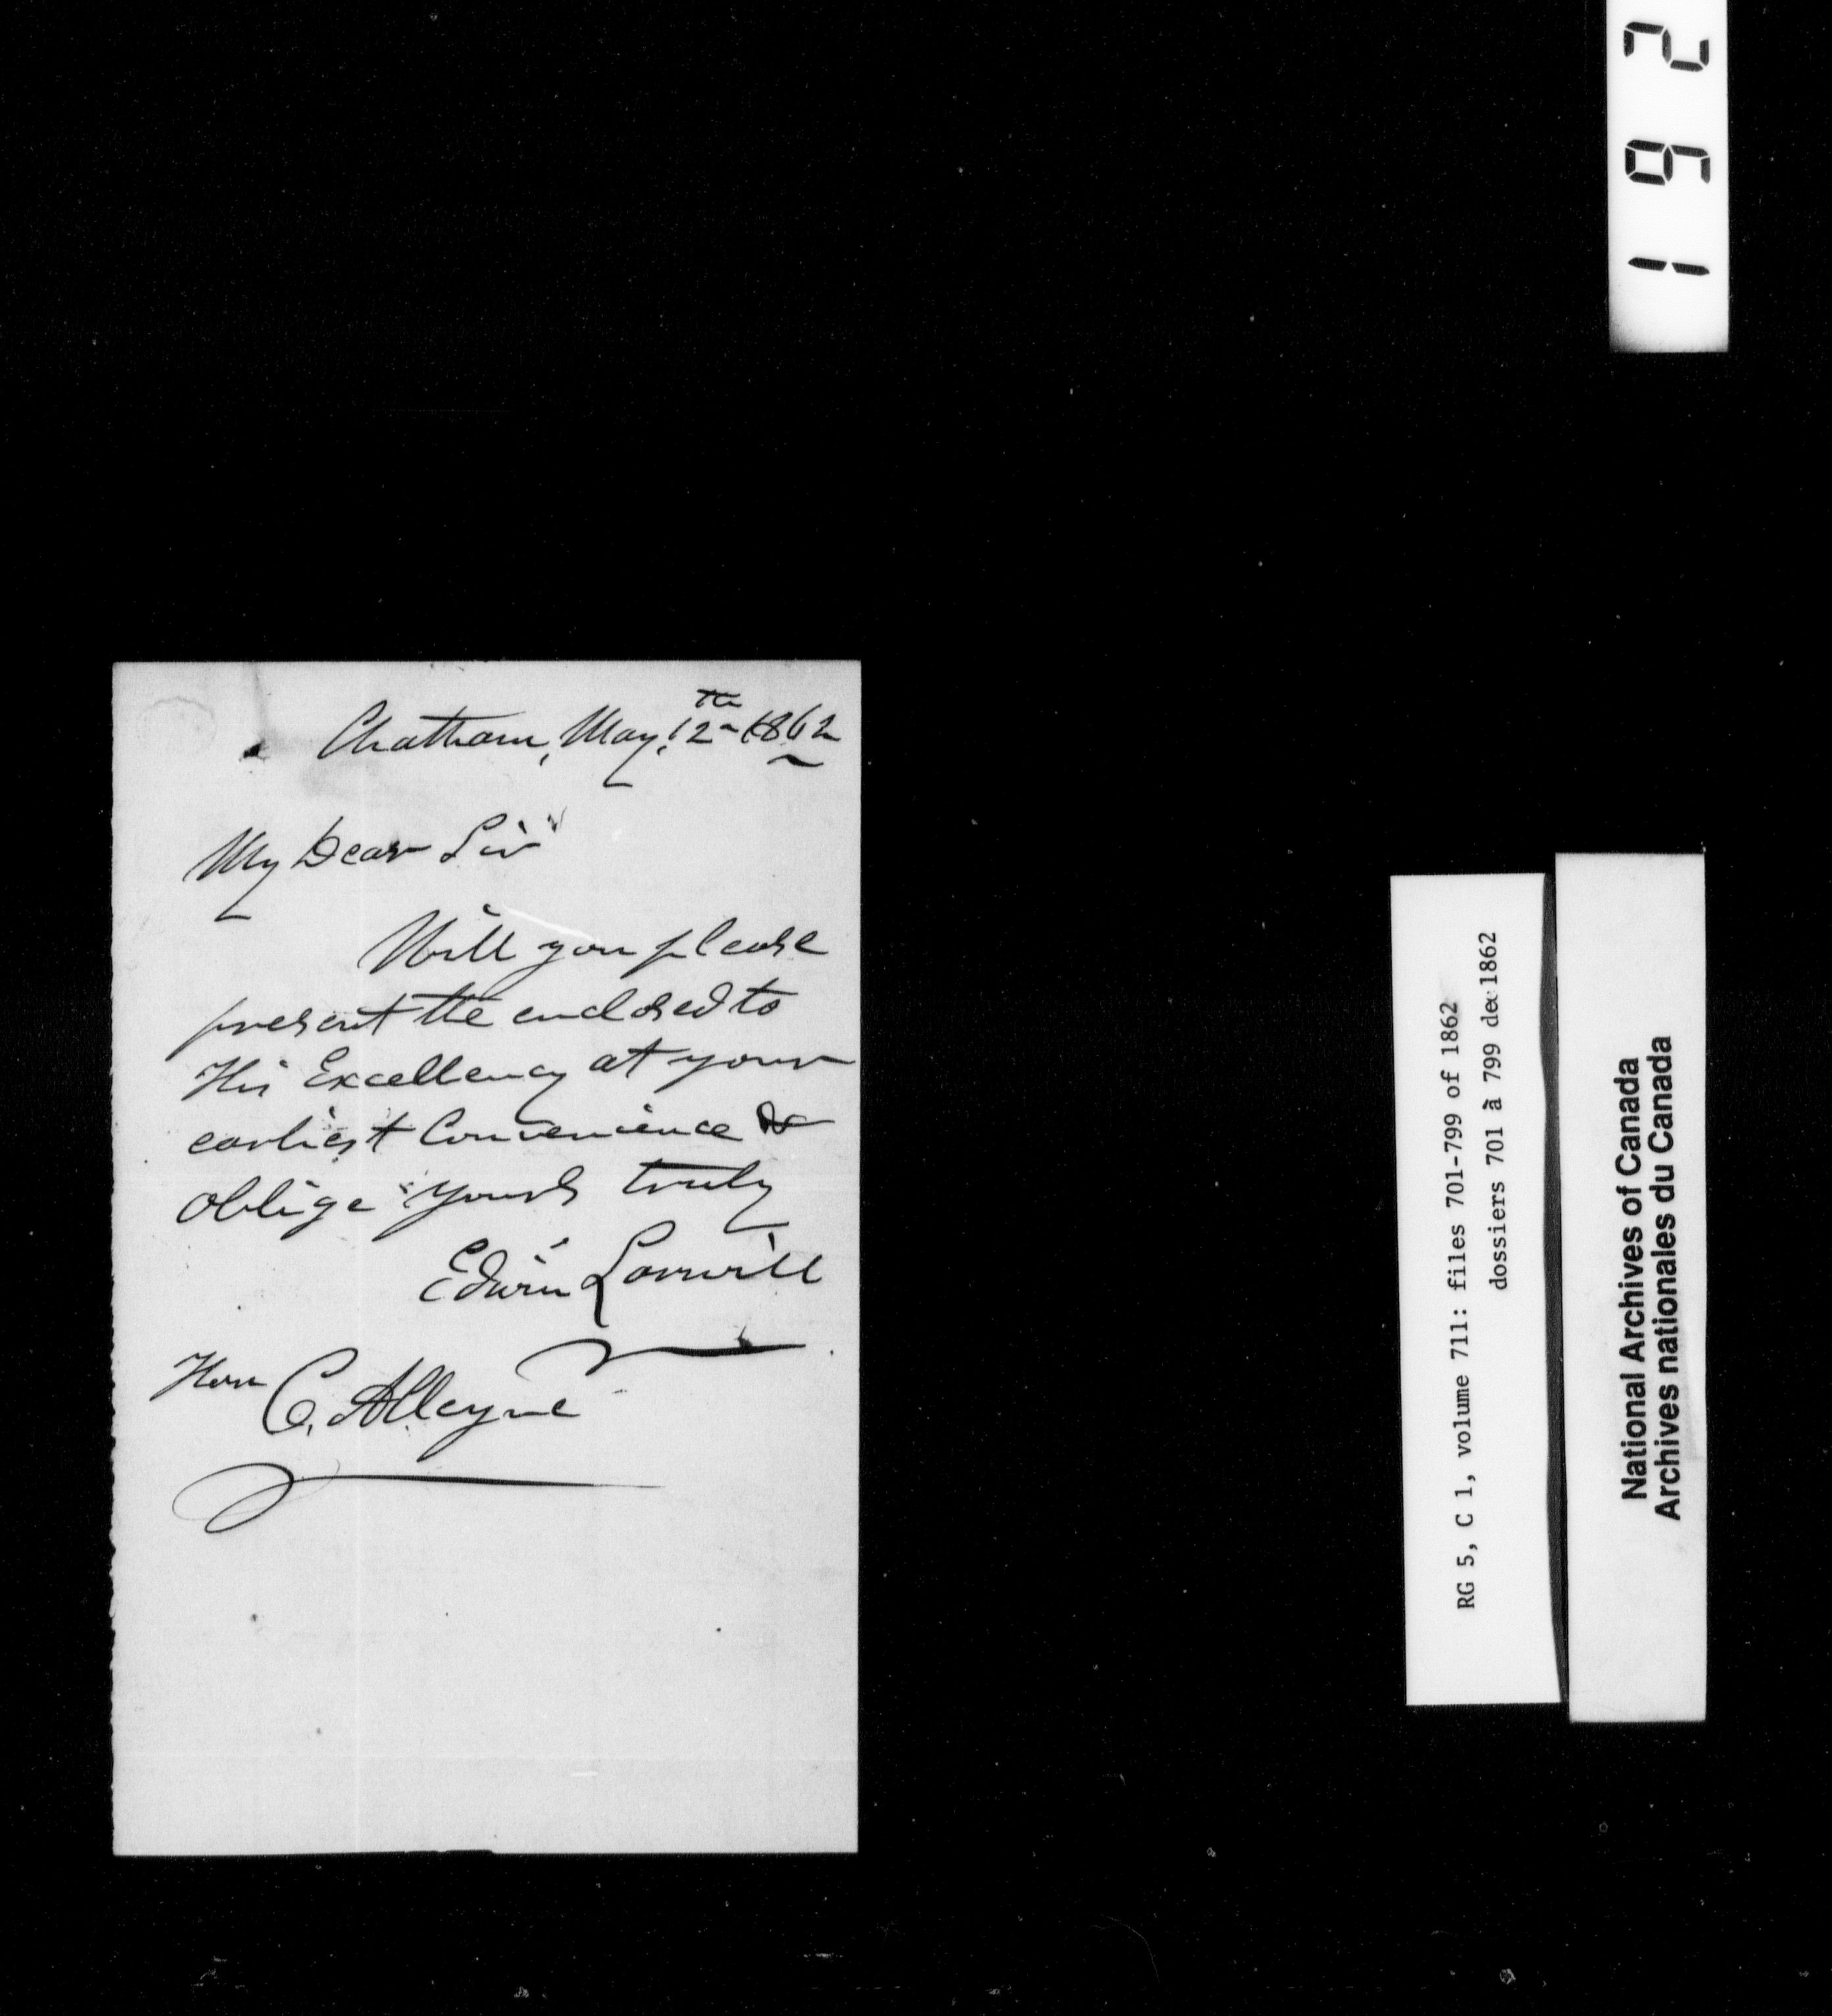 Chatham, May, 12th 1862
My Dear Sir
Will you please
present the enclosed to
His Excellency at your
earliest Convenience &
oblige yours truly
Edwin Larwill
Hon C. Alleyne
192
RG 5, C 1, volume 711: files 701-799 of 1862
dossiers 701 à 799 de 1862
National Archives of Canada
Archives nationales du Canada